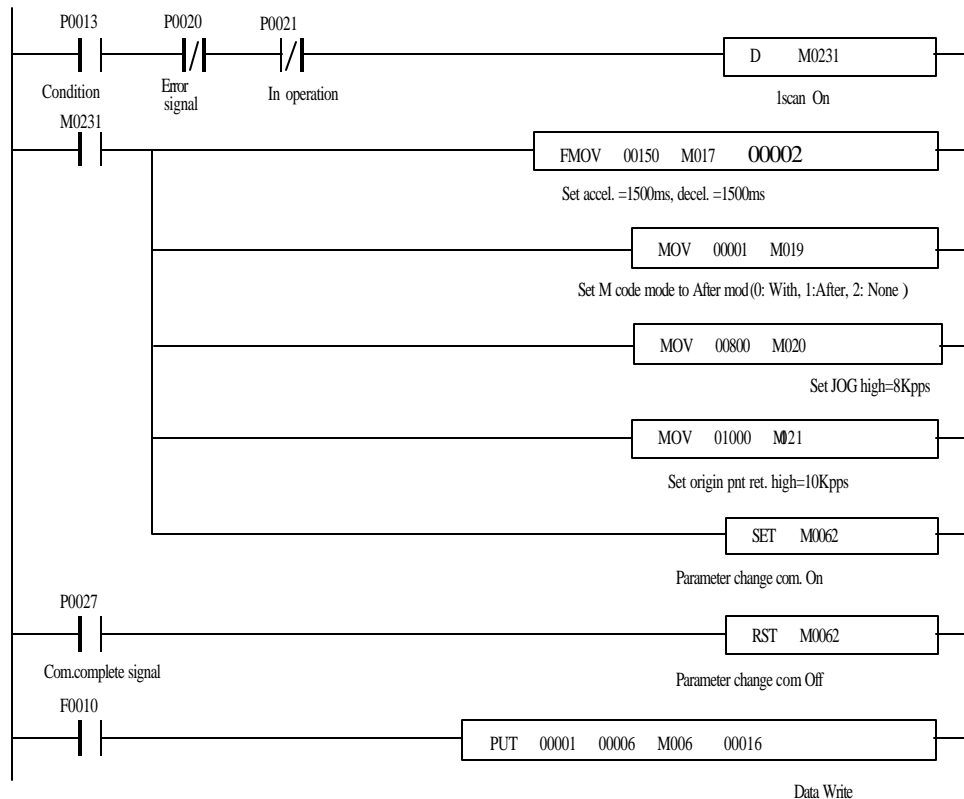 P0013 P0020 P0021
D M0231
Condition Error signal In operation 1scan On
M0231
FMOV 00150 M017 00002
Set accel. =1500ms, decel. =1500ms
MOV 00001 M019
Set M code mode to After mod(0: With, 1:After, 2: None )
MOV 00800 M020
Set JOG high=8Kpps
MOV 01000 M021
Set origin pnt ret. high=10Kpps
SET M0062
Parameter change com. On
P0027
RST M0062
Com.complete signal Parameter change com Off
F0010
PUT 00001 00006 M006 00016
Data Write